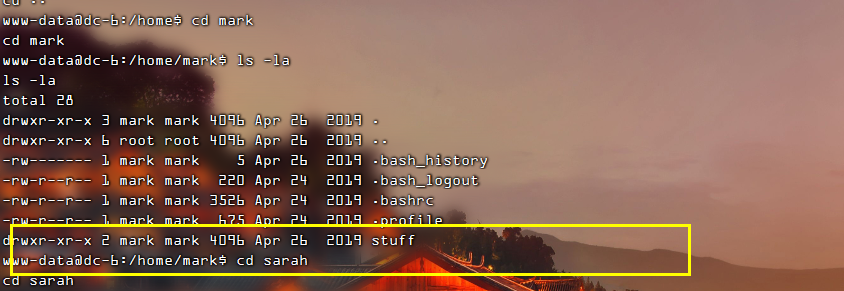 cd ..
www-data@dc-6:/home$ cd mark
cd mark
www-data@dc-6:/home/mark$ ls -la
ls -la
total 28
drwxr-xr-x 3 mark mark 4096 Apr 26  2019 .
drwxr-xr-x 6 root root 4096 Apr 26  2019 ..
-rw------- 1 mark mark    5 Apr 26  2019 .bash_history
-rw-r--r-- 1 mark mark  220 Apr 24  2019 .bash_logout
-rw-r--r-- 1 mark mark 3526 Apr 24  2019 .bashrc
-rw-r--r-- 1 mark mark  675 Apr 24  2019 .profile
drwxr-xr-x 2 mark mark 4096 Apr 26  2019 stuff
www-data@dc-6:/home/mark$ cd sarah
cd sarah